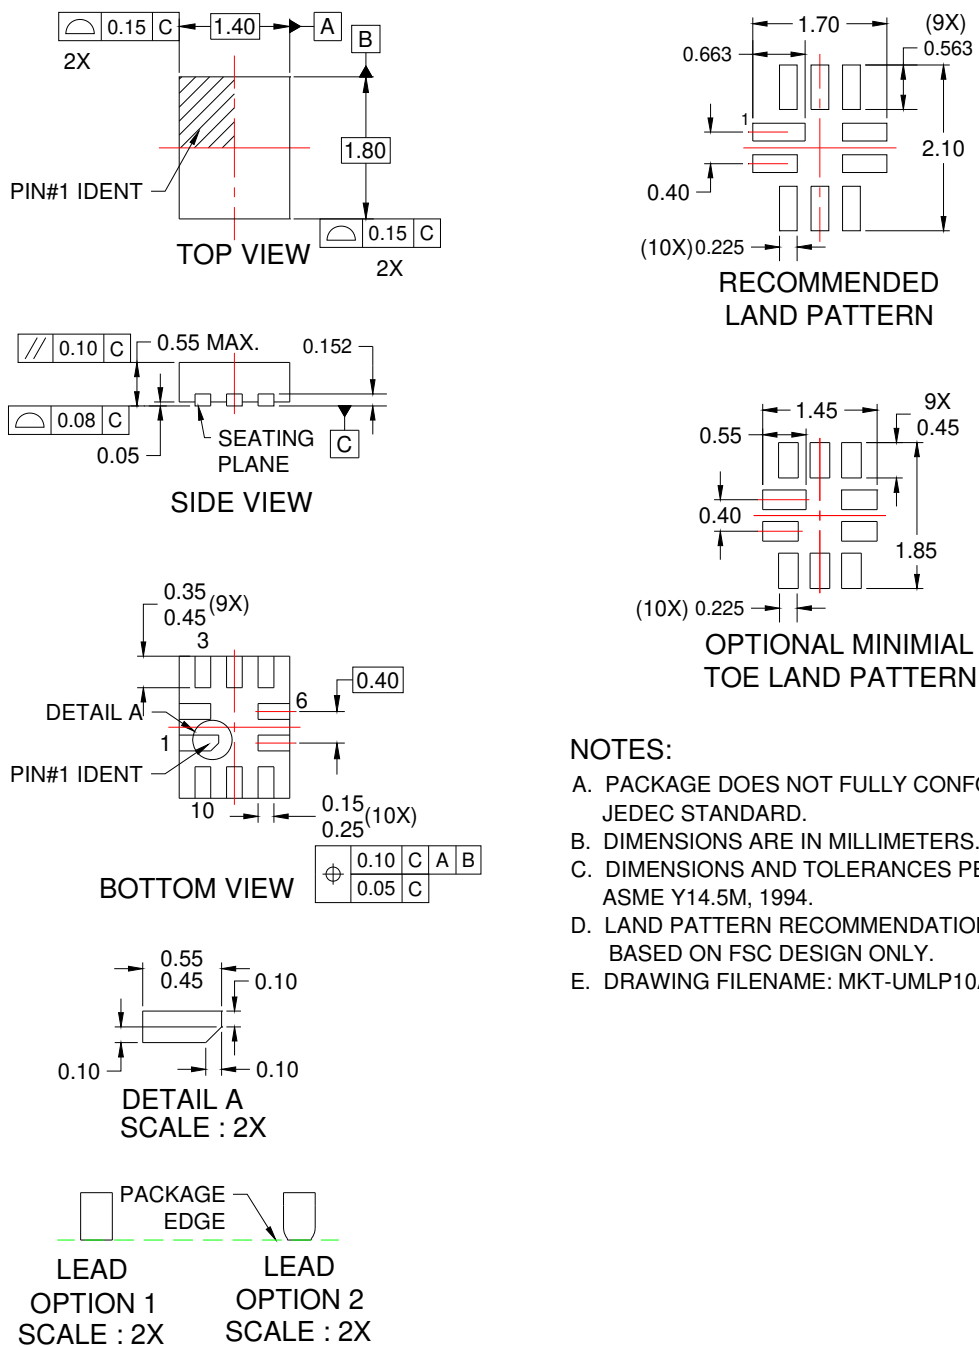 0.15 C
1.40
A
B
2X
1.80
PIN#1 IDENT
0.15 C
TOP VIEW
2X
// 0.10 C
0.55 MAX.
0.152
0.08 C
0.05
SEATING
PLANE
C
SIDE VIEW
0.35
0.45
(9X)
3
0.40
6
DETAIL A
1
PIN#1 IDENT
10
0.15
0.25
(10X)
0.10 C A B
0.05 C
BOTTOM VIEW
0.55
0.45
0.10
0.10
0.10
DETAIL A
SCALE : 2X
PACKAGE
EDGE
LEAD
OPTION 1
SCALE : 2X
LEAD
OPTION 2
SCALE : 2X
1.70
(9X)
0.563
0.663
1
2.10
0.40
(10X) 0.225
RECOMMENDED
LAND PATTERN
1.45
9X
0.45
0.55
0.40
1.85
(10X) 0.225
OPTIONAL MINIMIAL
TOE LAND PATTERN
NOTES:
A. PACKAGE DOES NOT FULLY
JEDEC STANDARD.
B. DIMENSIONS ARE IN MILLIMETERS.
C. DIMENSIONS AND TOLERANCES
ASME Y14.5M, 1994.
D. LAND PATTERN
BASED ON FSC DESIGN ONLY.
E. DRAWING FILENAME: